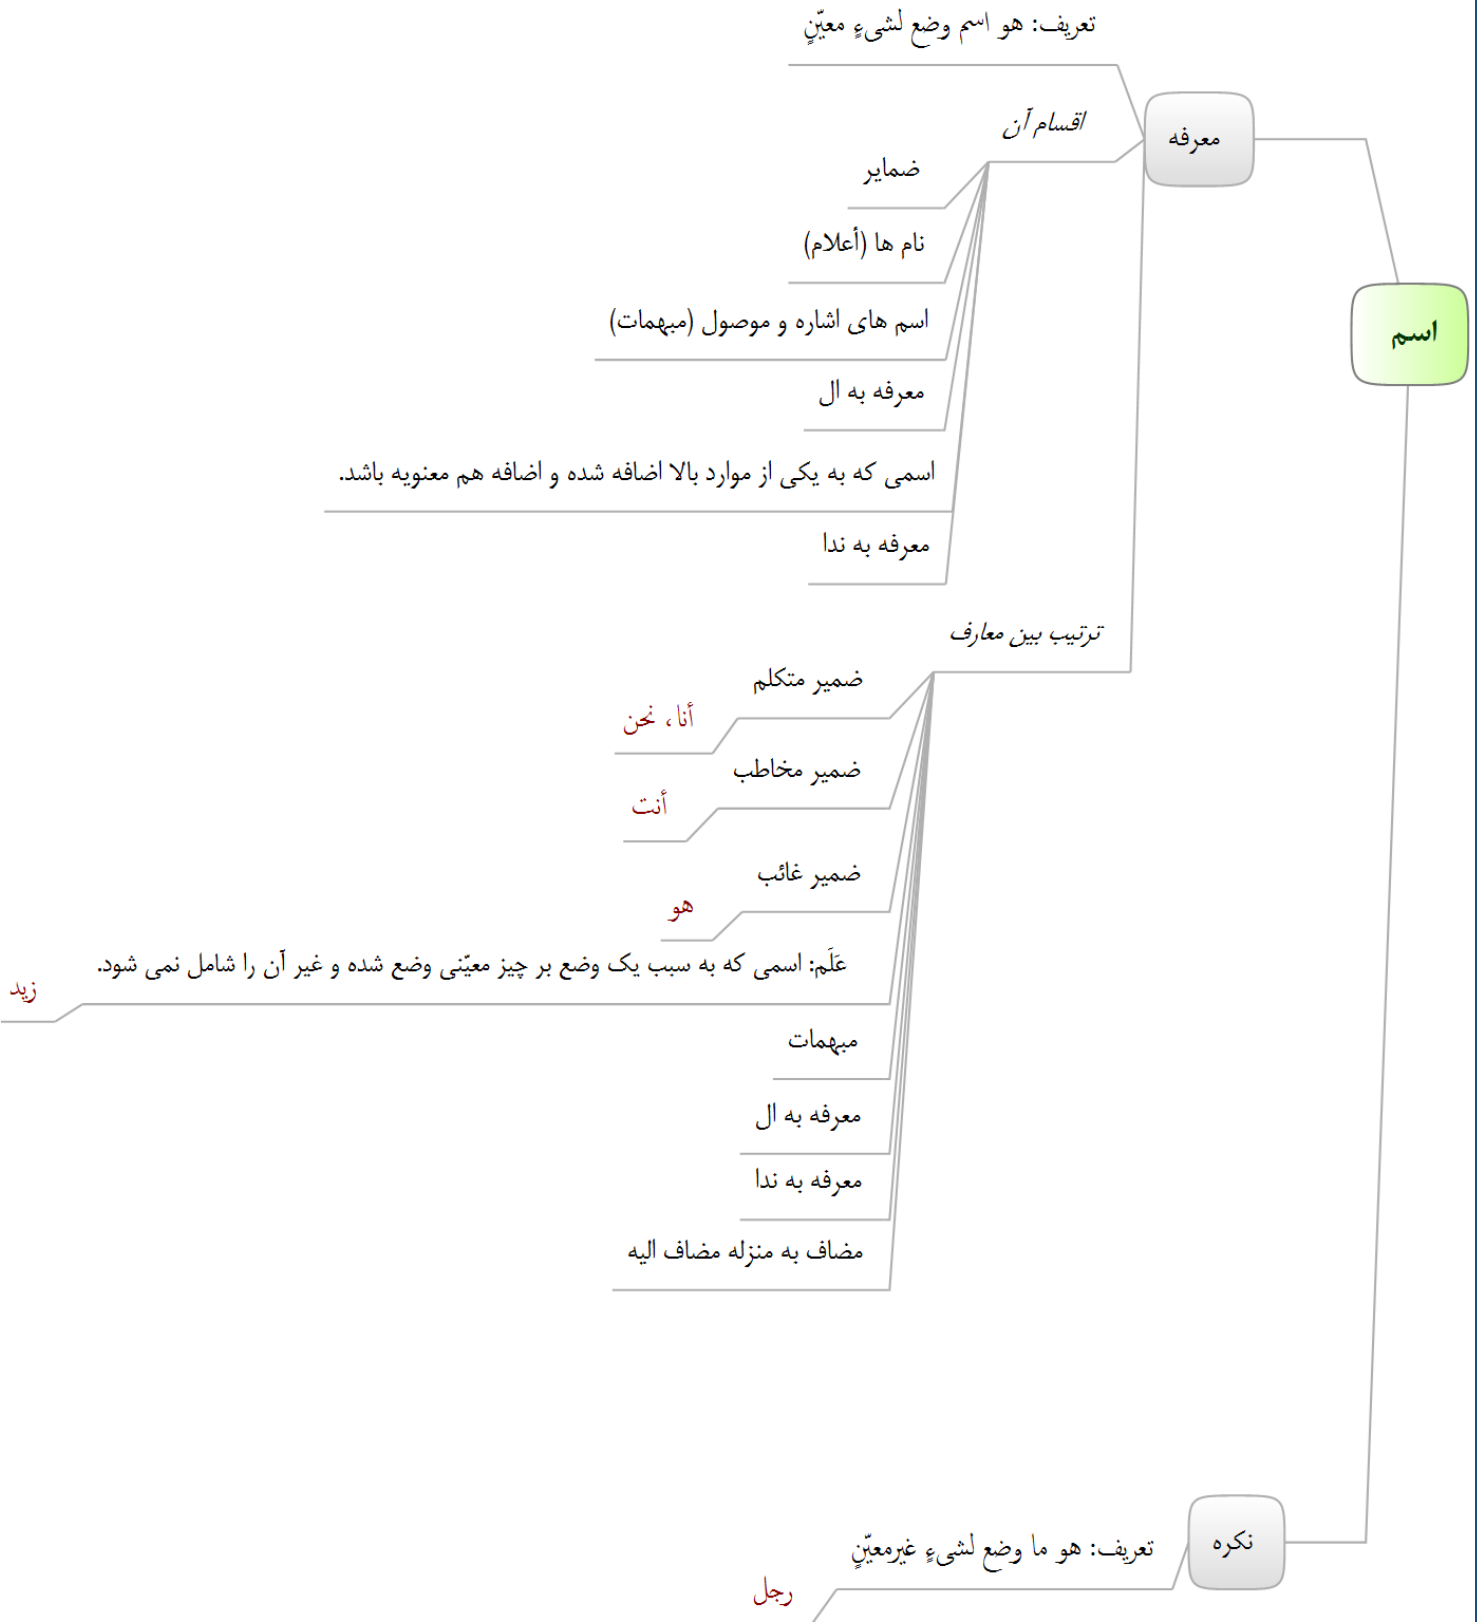 اسم
معرفه
تعریف: هو اسم وضع لشیءٍ معیّنٍ
اقسام آن
ضمایر
نام ها (أعلام)
اسم های اشاره و موصول (مبهمات)
معرفه به ال
اسمی که به یکی از موارد بالا اضافه شده و اضافه هم معنویه باشد.
معرفه به ندا
ترتیب بین معارف
ضمیر متکلم
أنا، نحن
ضمیر مخاطب
أنت
ضمیر غائب
هو
عَلَم: اسمی که به سبب یک وضع بر چیز معیّنی وضع شده و غیر آن را شامل نمی شود.
زید
مبهمات
معرفه به ال
معرفه به ندا
مضاف به منزله مضاف الیه
نکره
تعریف: هو ما وضع لشیءٍ غیرمعیّنٍ
رجل